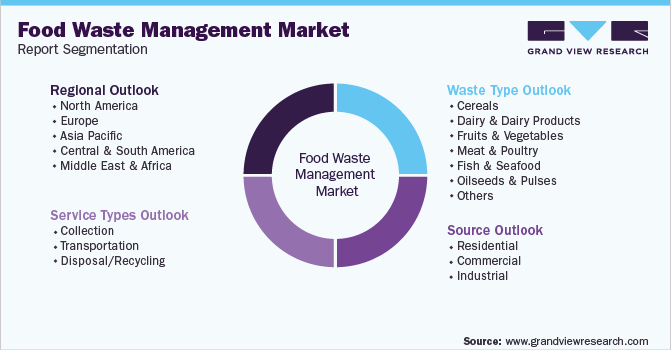 Food Waste Management Market
Report Segmentation
GRAND VIEW RESEARCH
Regional Outlook
• North America
• Europe
• Asia Pacific
• Central & South America
• Middle East & Africa
Service Types Outlook
• Collection
• Transportation
• Disposal/Recycling
Food Waste
Management
Market
Waste Type Outlook
• Cereals
• Dairy & Dairy Products
• Fruits & Vegetables
• Meat & Poultry
• Fish & Seafood
• Oilseeds & Pulses
• Others
Source Outlook
• Residential
• Commercial
• Industrial
Source: www.grandviewresearch.com